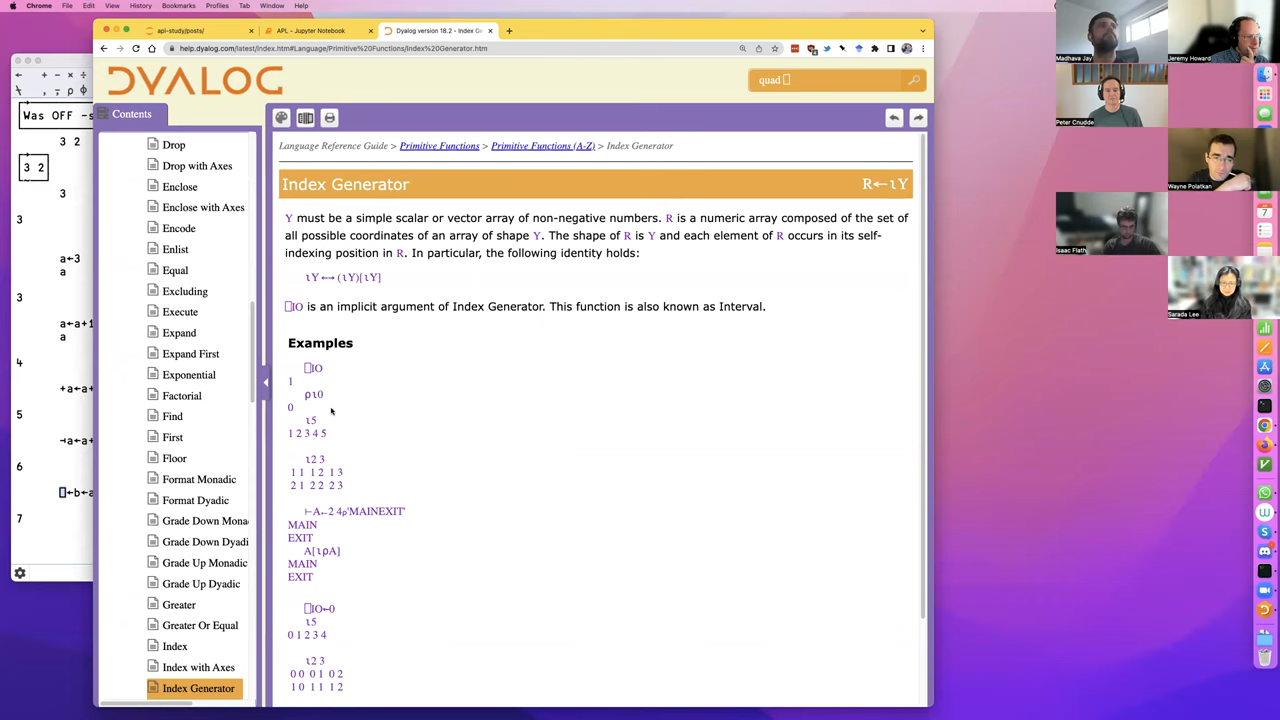 Chrome File Edit View History Bookmarks Profiles Tab Window Help
apl-study/posts/
APL - Jupyter Notebook
Dyalog version 18.2 - Index G
help.dyalog.com/latest/index.htm#Language/Primitive%20Functions/Index%20Generator.htm
DYALOG
quad ⎕
Contents
Drop
Drop with Axes
Enclose
Enclose with Axes
Encode
Enlist
Equal
Excluding
Execute
Expand
Expand First
Exponential
Factorial
Find
First
Floor
Format Monadic
Format Dyadic
Grade Down Mona
Grade Down Dyadi
Grade Up Monadic
Grade Up Dyadic
Greater
Greater Or Equal
Index
Index with Axes
Index Generator
Language Reference Guide > Primitive Functions > Primitive Functions (A-Z) > Index Generator
Index Generator R←⍳Y
Y must be a simple scalar or vector array of non-negative numbers. R is a numeric array composed of the set of
all possible coordinates of an array of shape Y. The shape of R is Y and each element of R occurs in its self-
indexing position in R. In particular, the following identity holds:
⍳Y ←→ (⍳Y)[⍳Y]
⎕IO is an implicit argument of Index Generator. This function is also known as Interval.
Examples
⎕IO
1
⍴⍳0
0
⍳5
1 2 3 4 5
⍳2 3
1 1 1 2 1 3
2 1 2 2 2 3
⊢A←2 4⍴'MAINEXIT'
MAIN
EXIT
A[⍳⍴A]
MAIN
EXIT
⎕IO←0
⍳5
0 1 2 3 4
⍳2 3
0 0 0 1 0 2
1 0 1 1 1 2
← + - × ÷
Was OFF -s
3 2
3 2
3
3
a←3
a
3
a←a+1
a
4
+a←a+
5
⊣a←a+
6
⎕←b←a
7
Madhava Jay
Jeremy Howard
Peter Cnudde
Wayne Polatkan
Isaac Flath
Sarada Lee
7